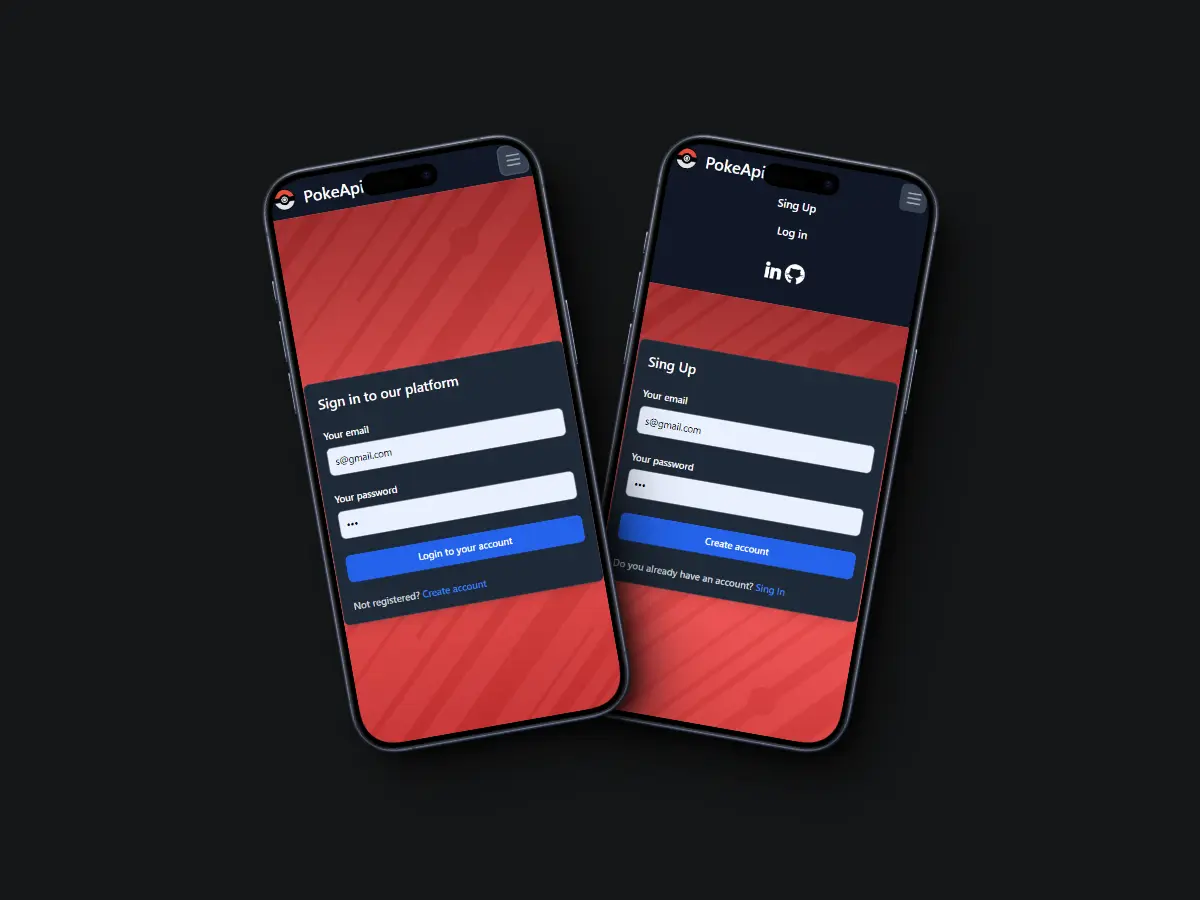 PokeApi
Sign in to our platform
Your email
s@gmail.com
Your password
•••
Login to your account
Not registered? Create account
PokeApi
Sing Up
Log in
in
Sing Up
Your email
s@gmail.com
Your password
•••
Create account
Do you already have an account? Sing In